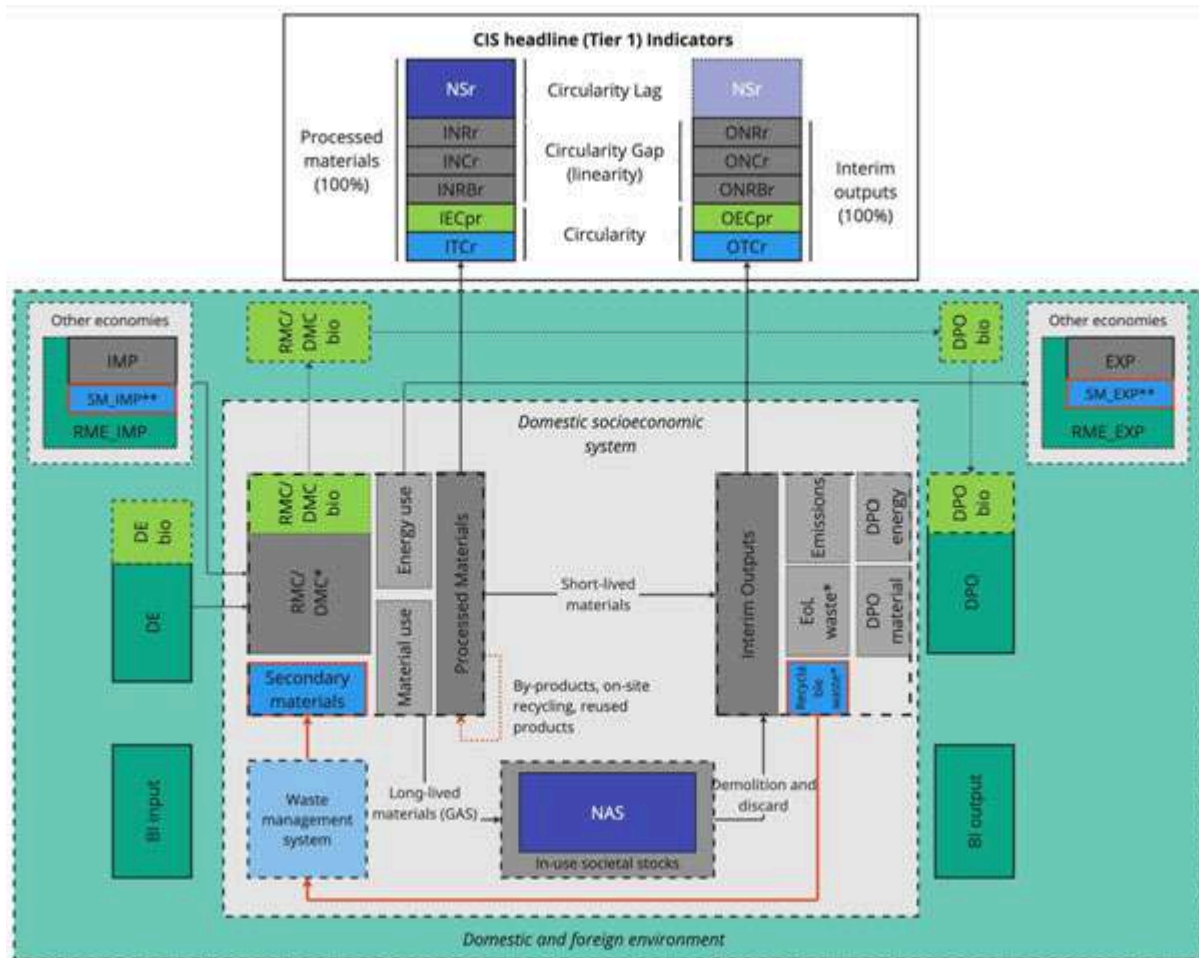 CIS headline (Tier 1) Indicators
NSr
Circularity Lag
NSr
Processed
materials
(100%)
INRr
INCr
INRBr
Circularity Gap
(linearity)
ONRr
ONCr
ONRBr
Interim
outputs
(100%)
IECpr
ITCr
Circularity
OECpr
OTCr
Other economies
IMP
SM_IMP**
RME_IMP
RMC/
DMC
bio
DPO
bio
Other economies
EXP
SM_EXP**
RME_EXP
Domestic socioeconomic
system
DE
bio
DE
RMC/
DMC
bio
RMC/
DMC*
Secondary
materials
Energy use
Material use
Processed Materials
Short-lived
materials
By-products, on-site
recycling, reused
products
Interim Outputs
Emissions
EoL
waste*
Recycla
ble
waste*
DPO
energy
DPO
material
DPO
bio
DPO
BI input
Waste
management
system
Long-lived
materials (GAS)
NAS
In-use societal stocks
Demolition and
discard
BI output
Domestic and foreign environment